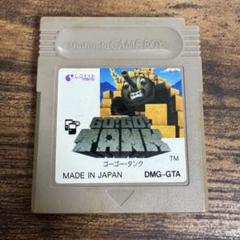 Nintendo GAME BOY
GO! GO!
TANK
ゴーゴー・タンク
TM
MADE IN JAPAN DMG-GTA